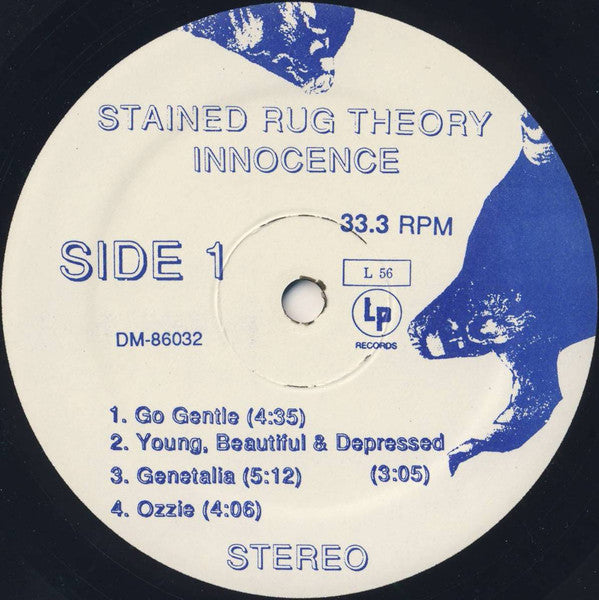 STAINED RUG THEORY
INNOCENCE
33.3 RPM
SIDE 1
L 56
Lp
RECORDS
DM-86032
1. Go Gentle (4:35)
2. Young, Beautiful & Depressed
3. Genetalia (5:12) (3:05)
4. Ozzie (4:06)
STEREO